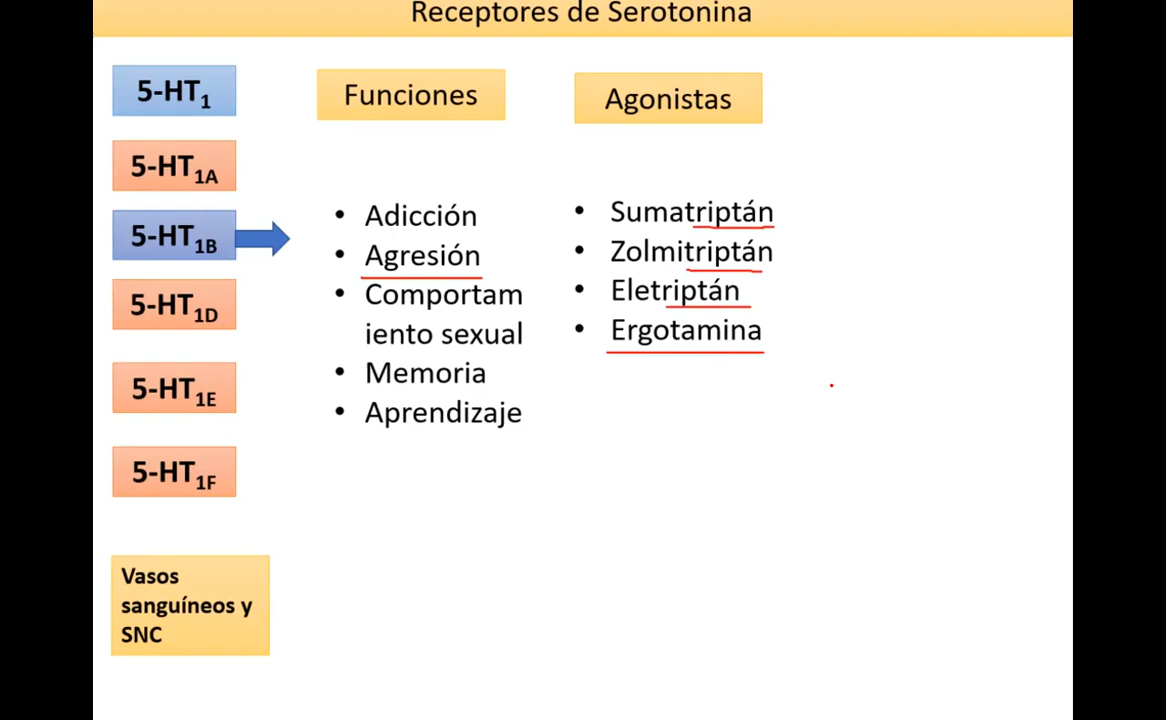 Receptores de Serotonina
5-HT1
Funciones
Agonistas
5-HT1A
5-HT1B
5-HT1D
5-HT1E
5-HT1F
• Adicción
• Agresión
• Comportam
iento sexual
• Memoria
• Aprendizaje
• Sumatriptán
• Zolmitriptán
• Eletriptán
• Ergotamina
Vasos
sanguíneos y
SNC